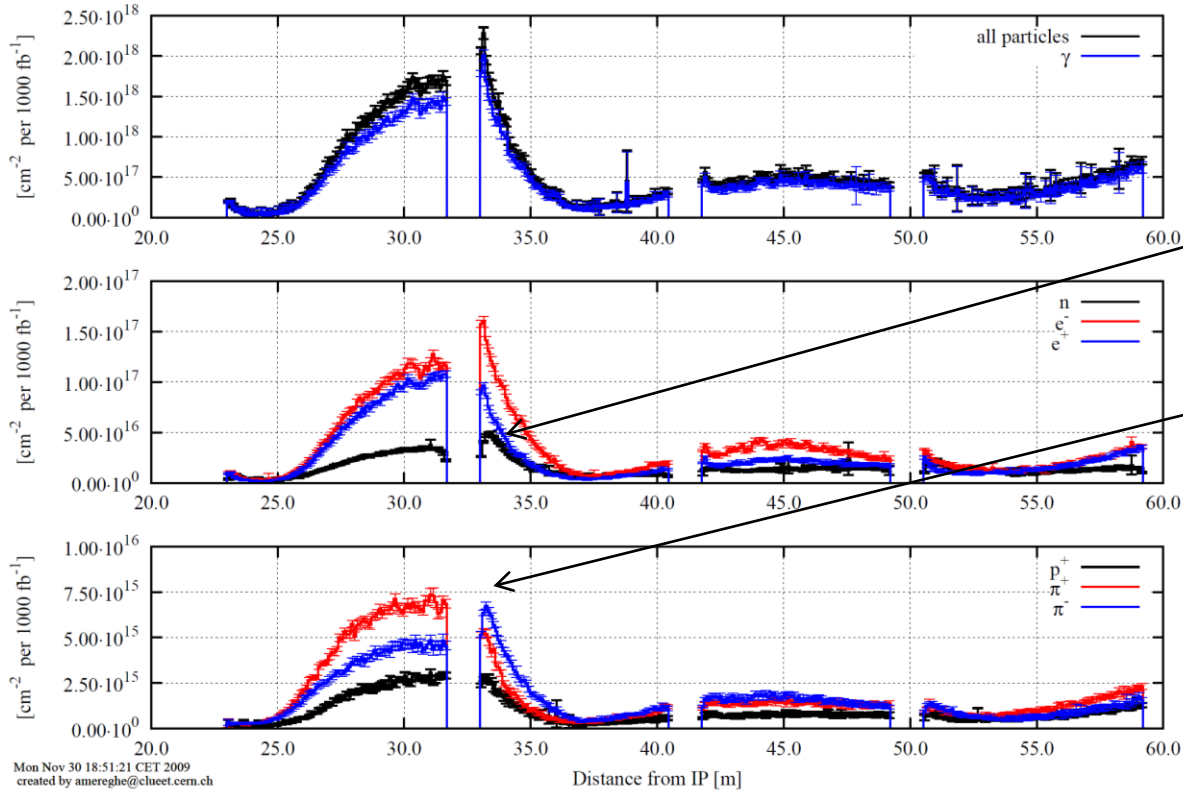 2.50·10^18
2.00·10^18
1.50·10^18
1.00·10^18
5.00·10^17
0.00·10^0
[cm^-2 per 1000 fb^-1]
all particles
γ
20.0 25.0 30.0 35.0 40.0 45.0 50.0 55.0 60.0
2.00·10^17
1.50·10^17
1.00·10^17
5.00·10^16
0.00·10^0
[cm^-2 per 1000 fb^-1]
n
e^-
e^+
20.0 25.0 30.0 35.0 40.0 45.0 50.0 55.0 60.0
1.00·10^16
7.50·10^15
5.00·10^15
2.50·10^15
0.00·10^0
[cm^-2 per 1000 fb^-1]
p^+
π^+
π^-
20.0 25.0 30.0 35.0 40.0 45.0 50.0 55.0 60.0
Distance from IP [m]
Mon Nov 30 18:51:21 CET 2009
created by amereghe@clueet.cern.ch